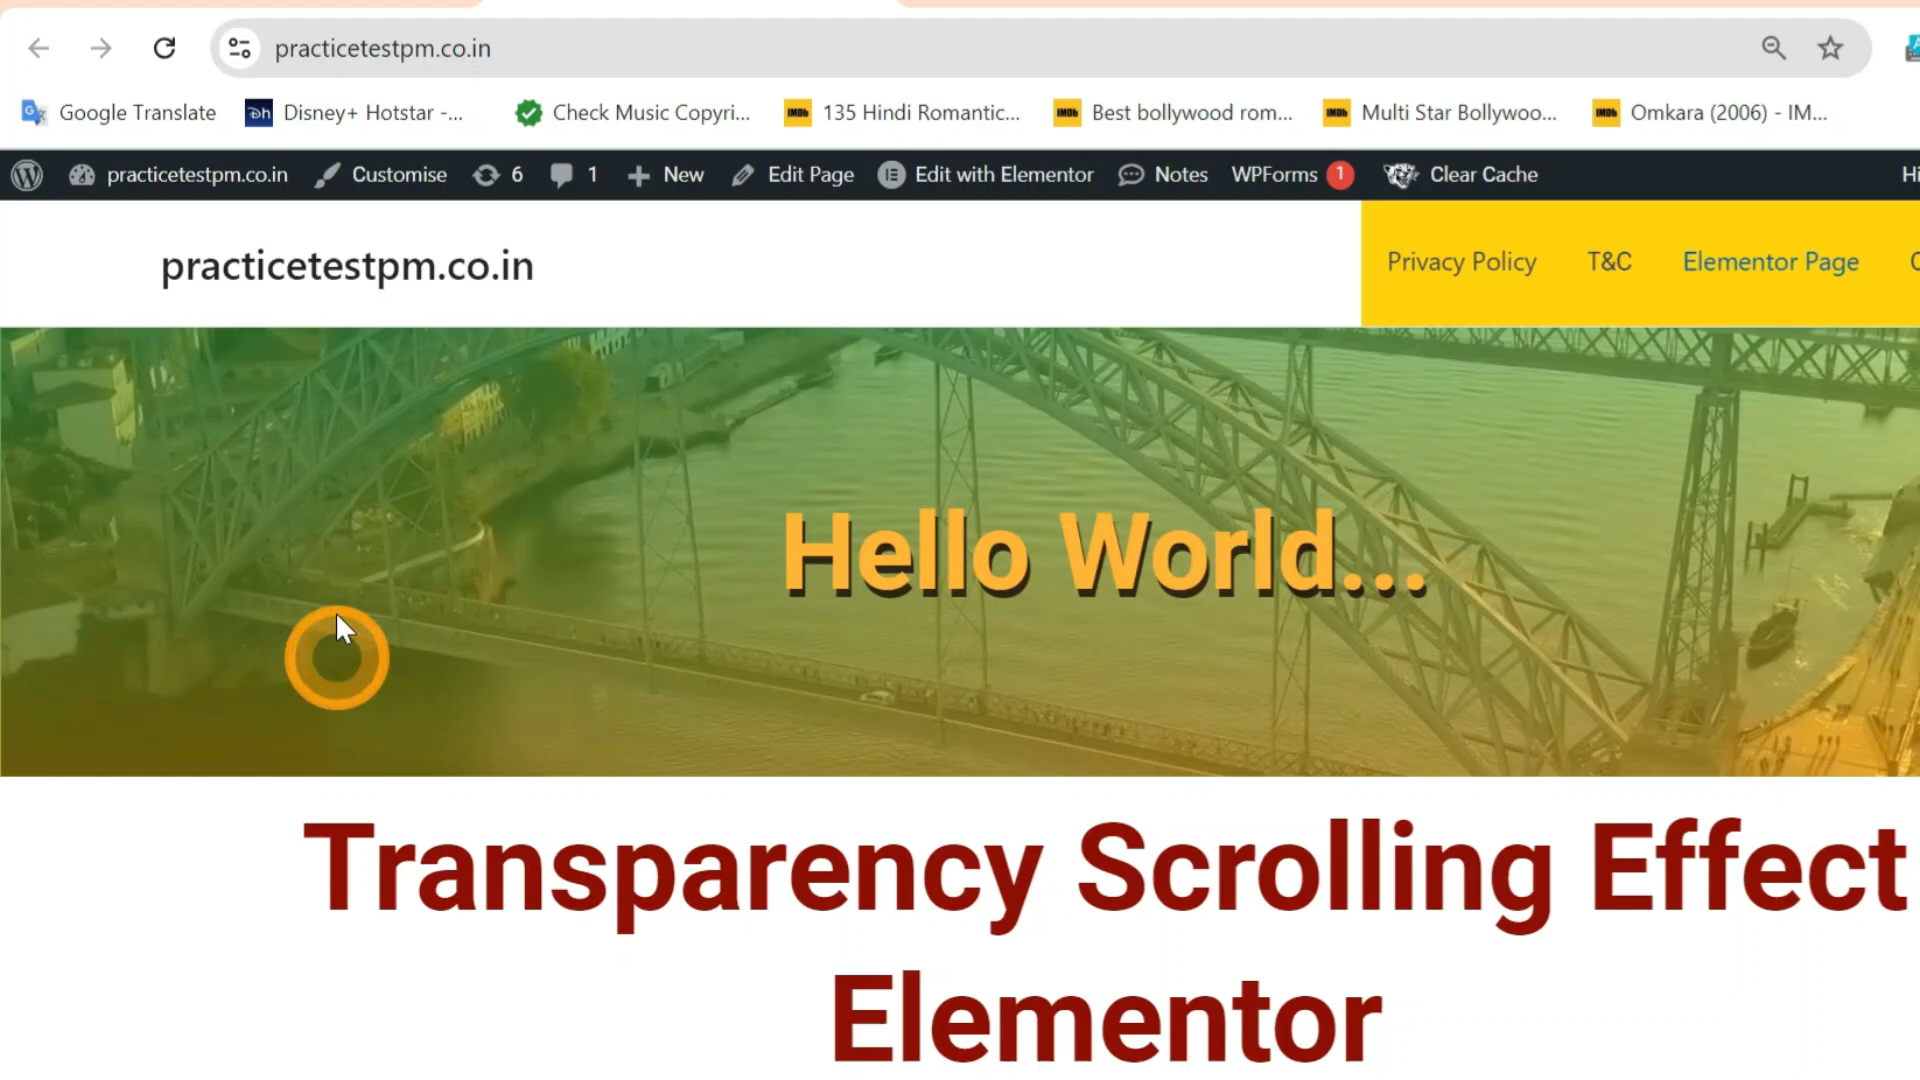 practicetestpm.co.in
Google Translate Disney+ Hotstar -... Check Music Copyri... 135 Hindi Romantic... Best bollywood rom... Multi Star Bollywoo... Omkara (2006) - IM...
practicetestpm.co.in Customise 6 1 New Edit Page Edit with Elementor Notes WPForms 1 Clear Cache
practicetestpm.co.in
Privacy Policy T&C Elementor Page
Hello World...
Transparency Scrolling Effect
Elementor